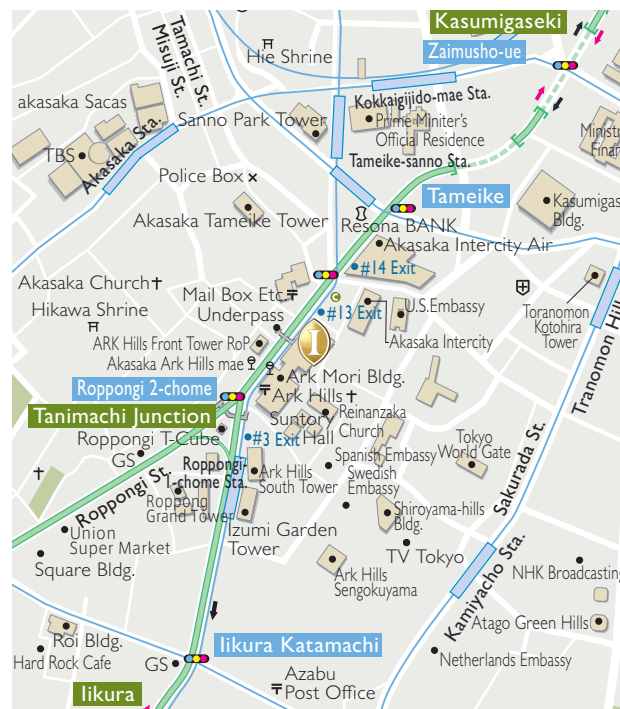 Kasumigaseki
Zaimusho-ue
Tamachi St.
Misuji St.
Hie Shrine
akasaka Sacas
Akasaka Sta.
TBS
Sanno Park Tower
Kokkaigijido-mae Sta.
Prime Miniter's
Official Residence
Ministr
Finan
Tameike-sanno Sta.
Police Box
Tameike
Kasumigas
Bldg.
Akasaka Tameike Tower
Resona BANK
Akasaka Intercity Air
#14 Exit
Akasaka Church
Mail Box Etc.
Underpass
Hikawa Shrine
#13 Exit
U.S.Embassy
Toranomon
Kotohira
Tower
Tranomon Hill
ARK Hills Front Tower RoP
Akasaka Intercity
Akasaka Ark Hills mae
I
Roppongi 2-chome
Ark Mori Bldg.
Tanimachi Junction
Ark Hills
Suntory
Hall
Reinanzaka
Church
Roppongi T-Cube
#3 Exit
GS
Roppongi-
1-chome Sta.
Roppongi St.
Ark Hills
South Tower
Spanish Embassy
Swedish
Embassy
Tokyo
World Gate
Sakurada St.
Roppong
Grand Tower
Shiroyama-hills
Bldg.
Union
Super Market
Izumi Garden
Tower
TV Tokyo
Kamiyacho Sta.
Square Bldg.
Ark Hills
Sengokuyama
NHK Broadcasting
Roi Bldg.
Iikura Katamachi
Atago Green Hills
Hard Rock Cafe
GS
Netherlands Embassy
Azabu
Post Office
Iikura